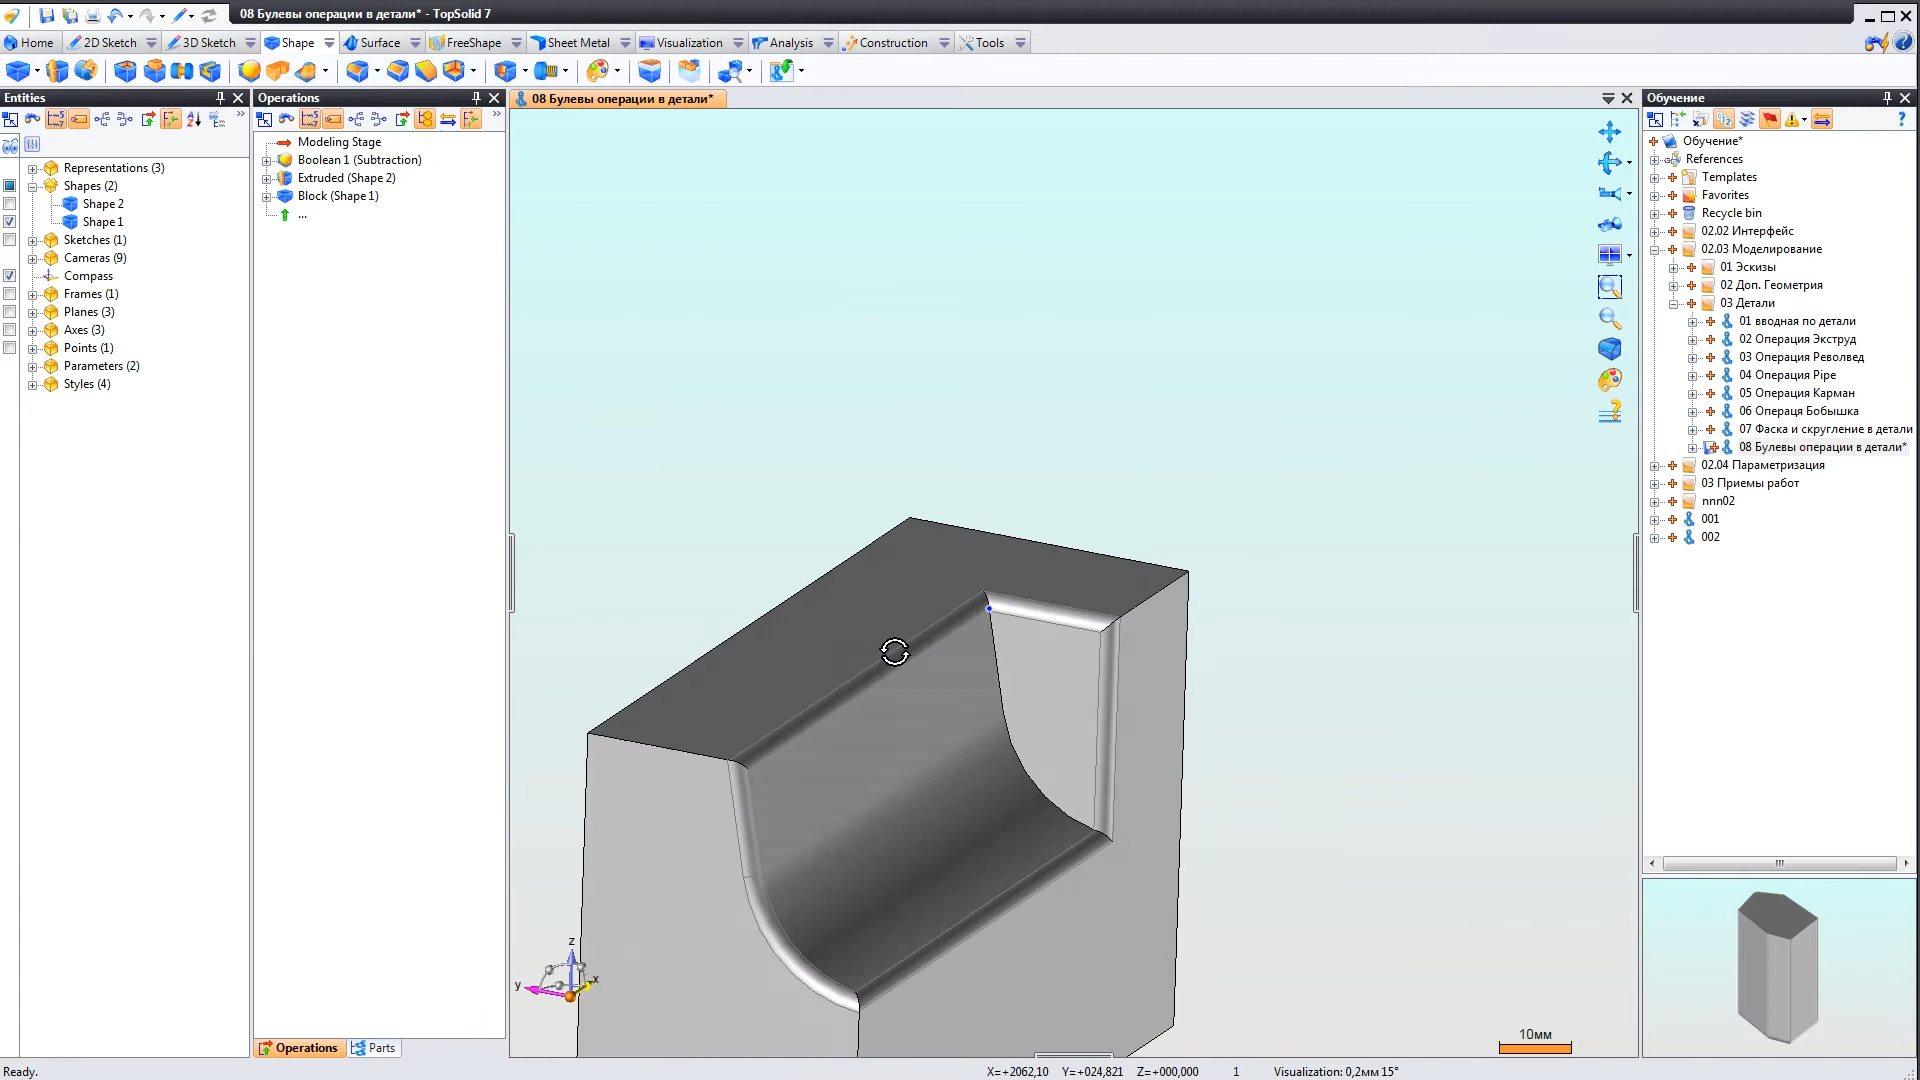 08 Булевы операции в детали* - TopSolid 7
Home
2D Sketch
3D Sketch
Shape
Surface
FreeShape
Sheet Metal
Visualization
Analysis
Construction
Tools
Entities
Representations (3)
Shapes (2)
Shape 2
Shape 1
Sketches (1)
Cameras (9)
Compass
Frames (1)
Planes (3)
Axes (3)
Points (1)
Parameters (2)
Styles (4)
Operations
Modeling Stage
Boolean 1 (Subtraction)
Extruded (Shape 2)
Block (Shape 1)
...
Operations
Parts
08 Булевы операции в детали*
z
y
x
10мм
Обучение
Обучение*
References
Templates
Favorites
Recycle bin
02.02 Интерфейс
02.03 Моделирование
01 Эскизы
02 Доп. Геометрия
03 Детали
01 вводная по детали
02 Операция Экструд
03 Операция Револвед
04 Операция Pipe
05 Операция Карман
06 Операця Бобышка
07 Фаска и скругление в детали
08 Булевы операции в детали*
02.04 Параметризация
03 Приемы работ
nnn02
001
002
Ready.
X=+2062,10 Y=+024,821 Z=+000,000 1 Visualization: 0,2мм 15°